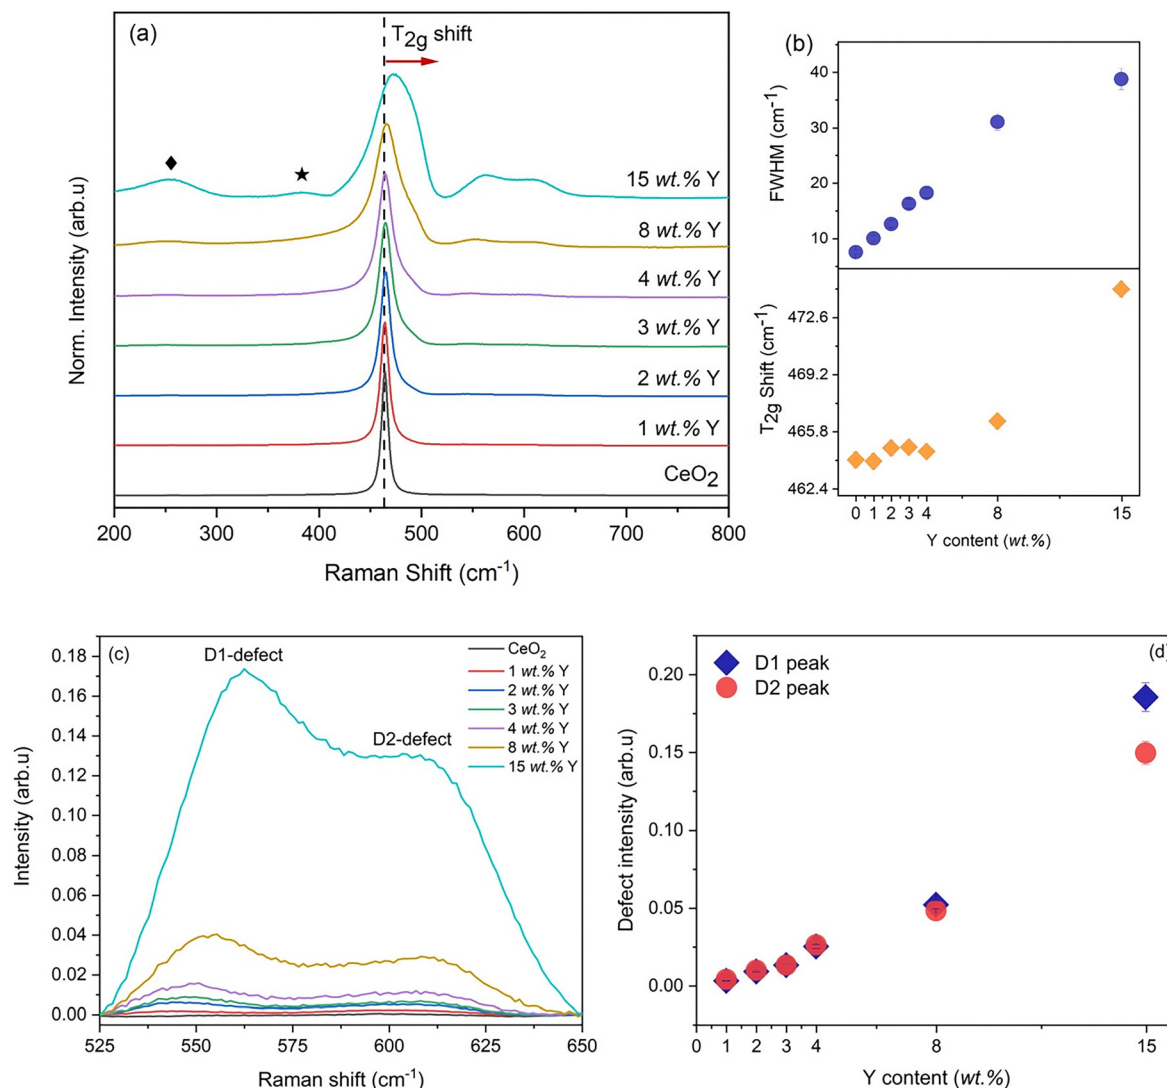 (a)
T2g shift
15 wt.% Y
8 wt.% Y
4 wt.% Y
3 wt.% Y
2 wt.% Y
1 wt.% Y
CeO2
Norm. Intensity (arb.u)
200 300 400 500 600 700 800
Raman Shift (cm-1)
(b)
40
30
20
10
FWHM (cm-1)
472.6
469.2
465.8
462.4
T2g Shift (cm-1)
0 1 2 3 4 8 15
Y content (wt.%)
(c)
D1-defect
D2-defect
CeO2
1 wt.% Y
2 wt.% Y
3 wt.% Y
4 wt.% Y
8 wt.% Y
15 wt.% Y
0.18
0.16
0.14
0.12
0.10
0.08
0.06
0.04
0.02
0.00
Intensity (arb.u)
525 550 575 600 625 650
Raman shift (cm-1)
(d)
D1 peak
D2 peak
0.20
0.15
0.10
0.05
0.00
Defect intensity (arb.u)
0 1 2 3 4 8 15
Y content (wt.%)